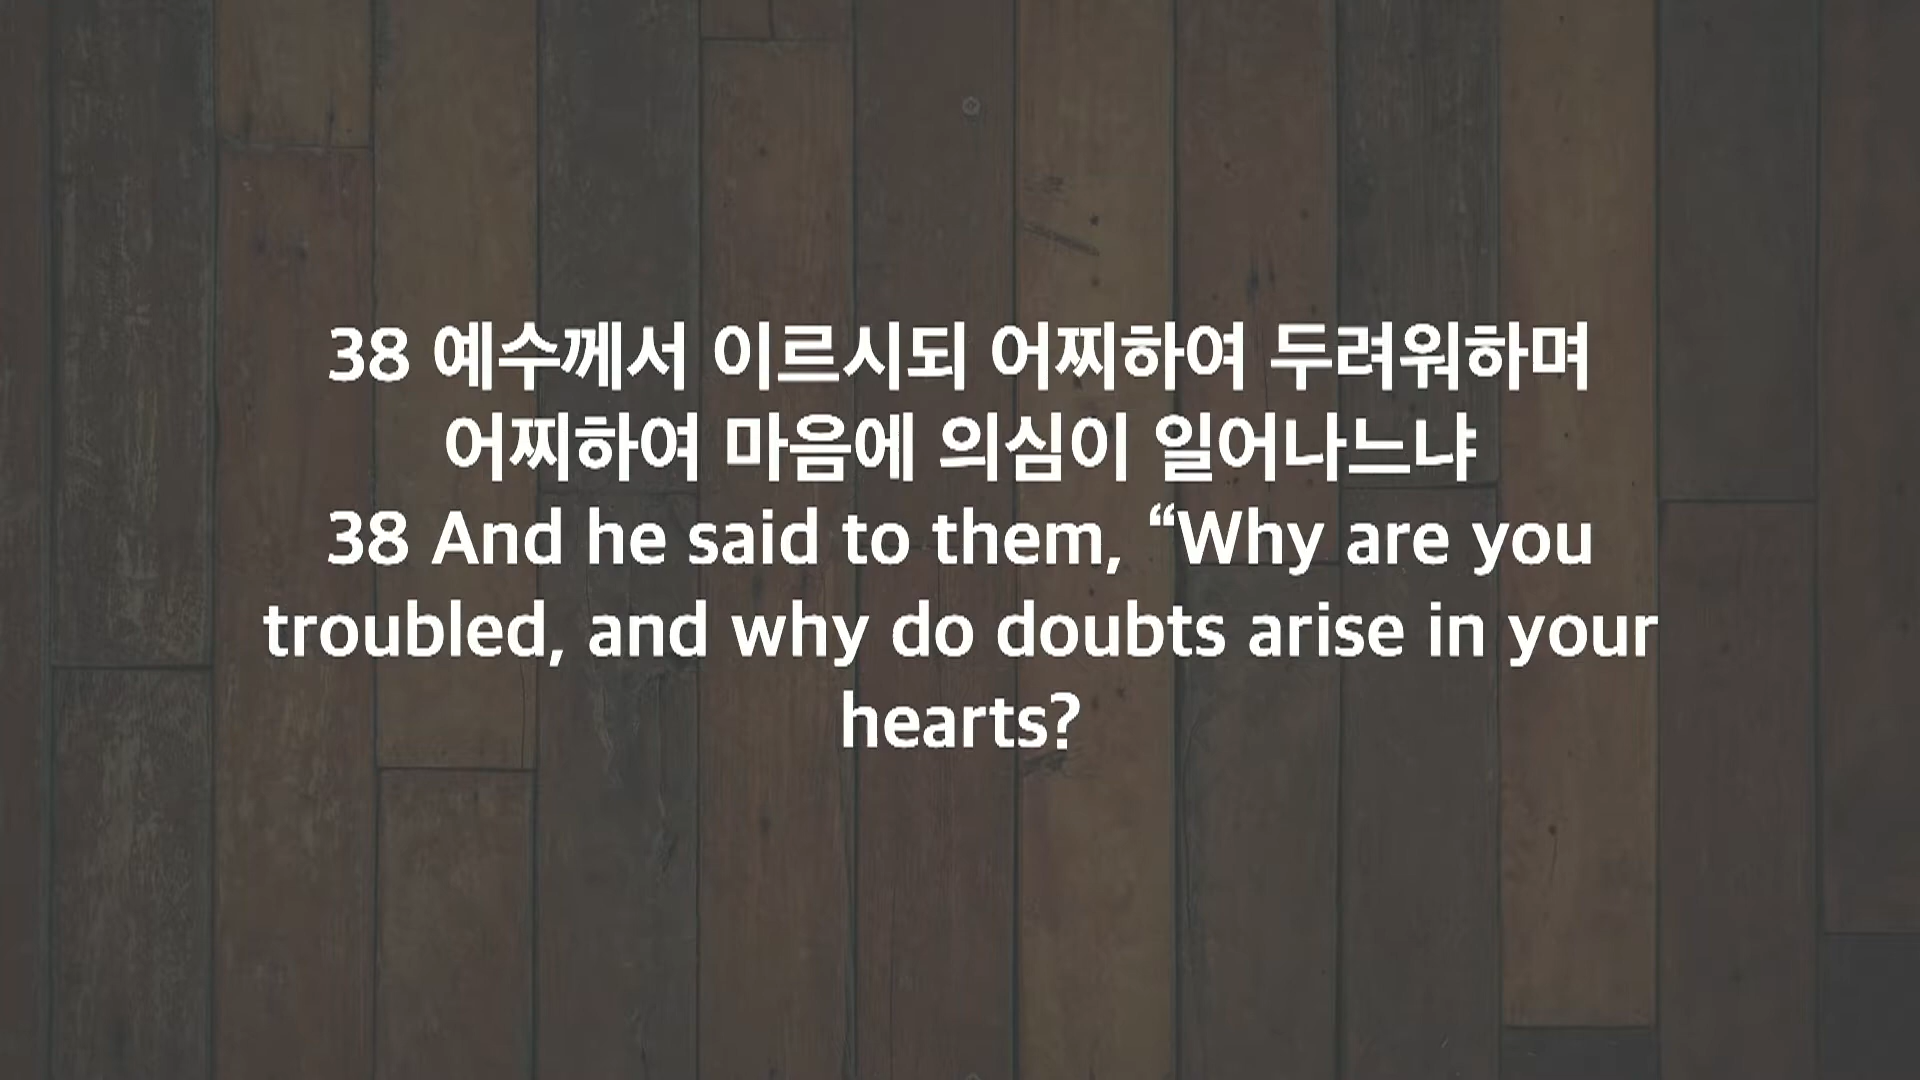 38 예수께서 이르시되 어찌하여 두려워하며
어찌하여 마음에 의심이 일어나느냐
38 And he said to them, “Why are you
troubled, and why do doubts arise in your
hearts?